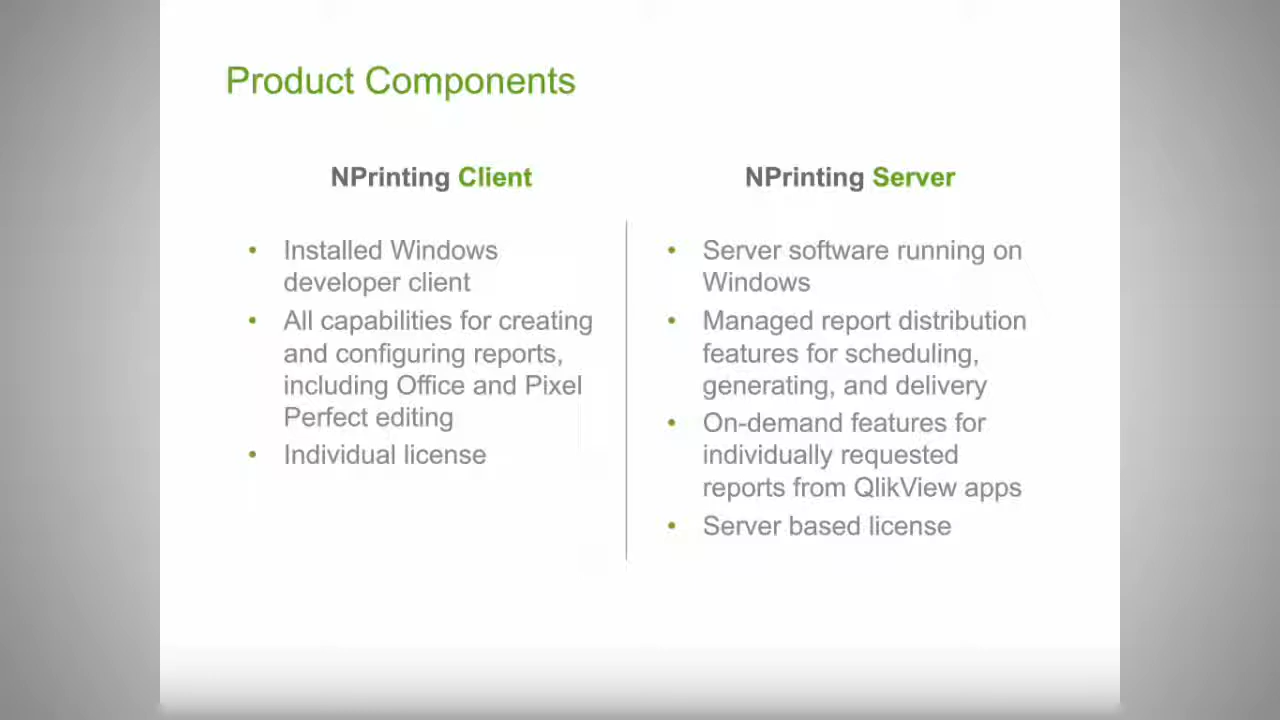 Product Components
NPrinting Client
• Installed Windows
developer client
• All capabilities for creating
and configuring reports,
including Office and Pixel
Perfect editing
• Individual license
NPrinting Server
• Server software running on
Windows
• Managed report distribution
features for scheduling,
generating, and delivery
• On-demand features for
individually requested
reports from QlikView apps
• Server based license